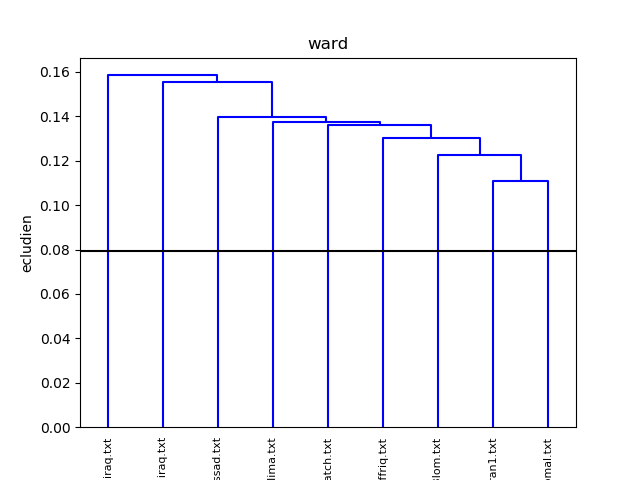 ward
0.16
0.14
0.12
0.10
0.08
0.06
0.04
0.02
0.00
ecludien
iraq.txt
iraq.txt
ssad.txt
lima.txt
atch.txt
ffriq.txt
slom.txt
ran1.txt
omal.txt